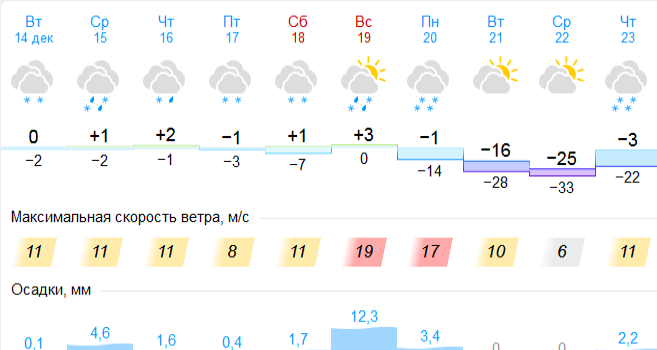 Вт Ср Чт Пт Сб Вс Пн Вт Ср Чт
14 дек 15 16 17 18 19 20 21 22 23
0 +1 +2 −1 +1 +3 −1 −16 −25 −3
−2 −2 −1 −3 −7 0 −14 −28 −33 −22
Максимальная скорость ветра, м/с
11 11 11 8 11 19 17 10 6 11
Осадки, мм
0,1 4,6 1,6 0,4 1,7 12,3 3,4 0 0 2,2